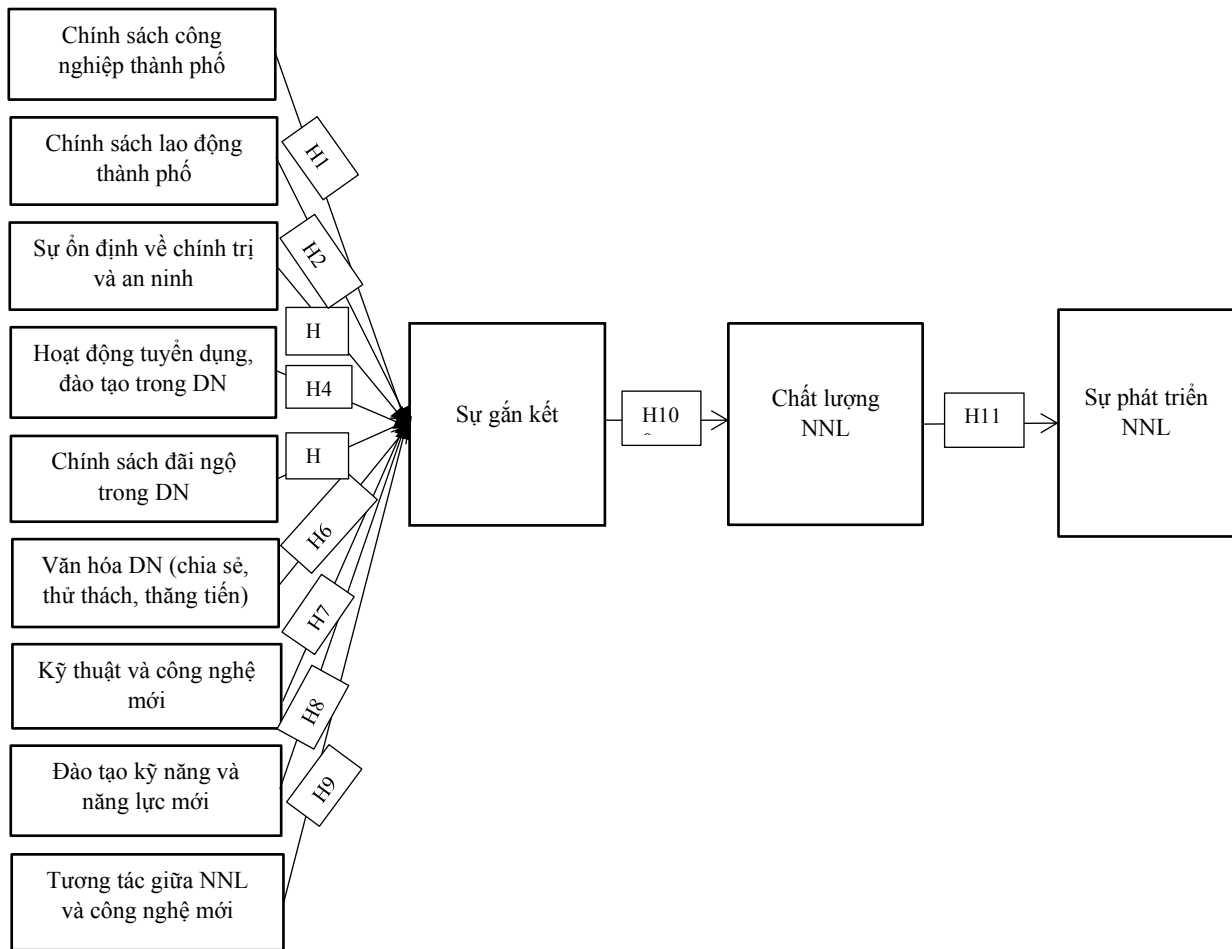 Chính sách công
nghiệp thành phố
Chính sách lao động
thành phố
Sự ổn định về chính trị
và an ninh
Hoạt động tuyển dụng,
đào tạo trong DN
Chính sách đãi ngộ
trong DN
Văn hóa DN (chia sẻ,
thử thách, thăng tiến)
Kỹ thuật và công nghệ
mới
Đào tạo kỹ năng và
năng lực mới
Tương tác giữa NNL
và công nghệ mới
H1
H2
H
H4
H
H6
H7
H8
H9
Sự gắn kết
H10
Chất lượng
NNL
H11
Sự phát triển
NNL